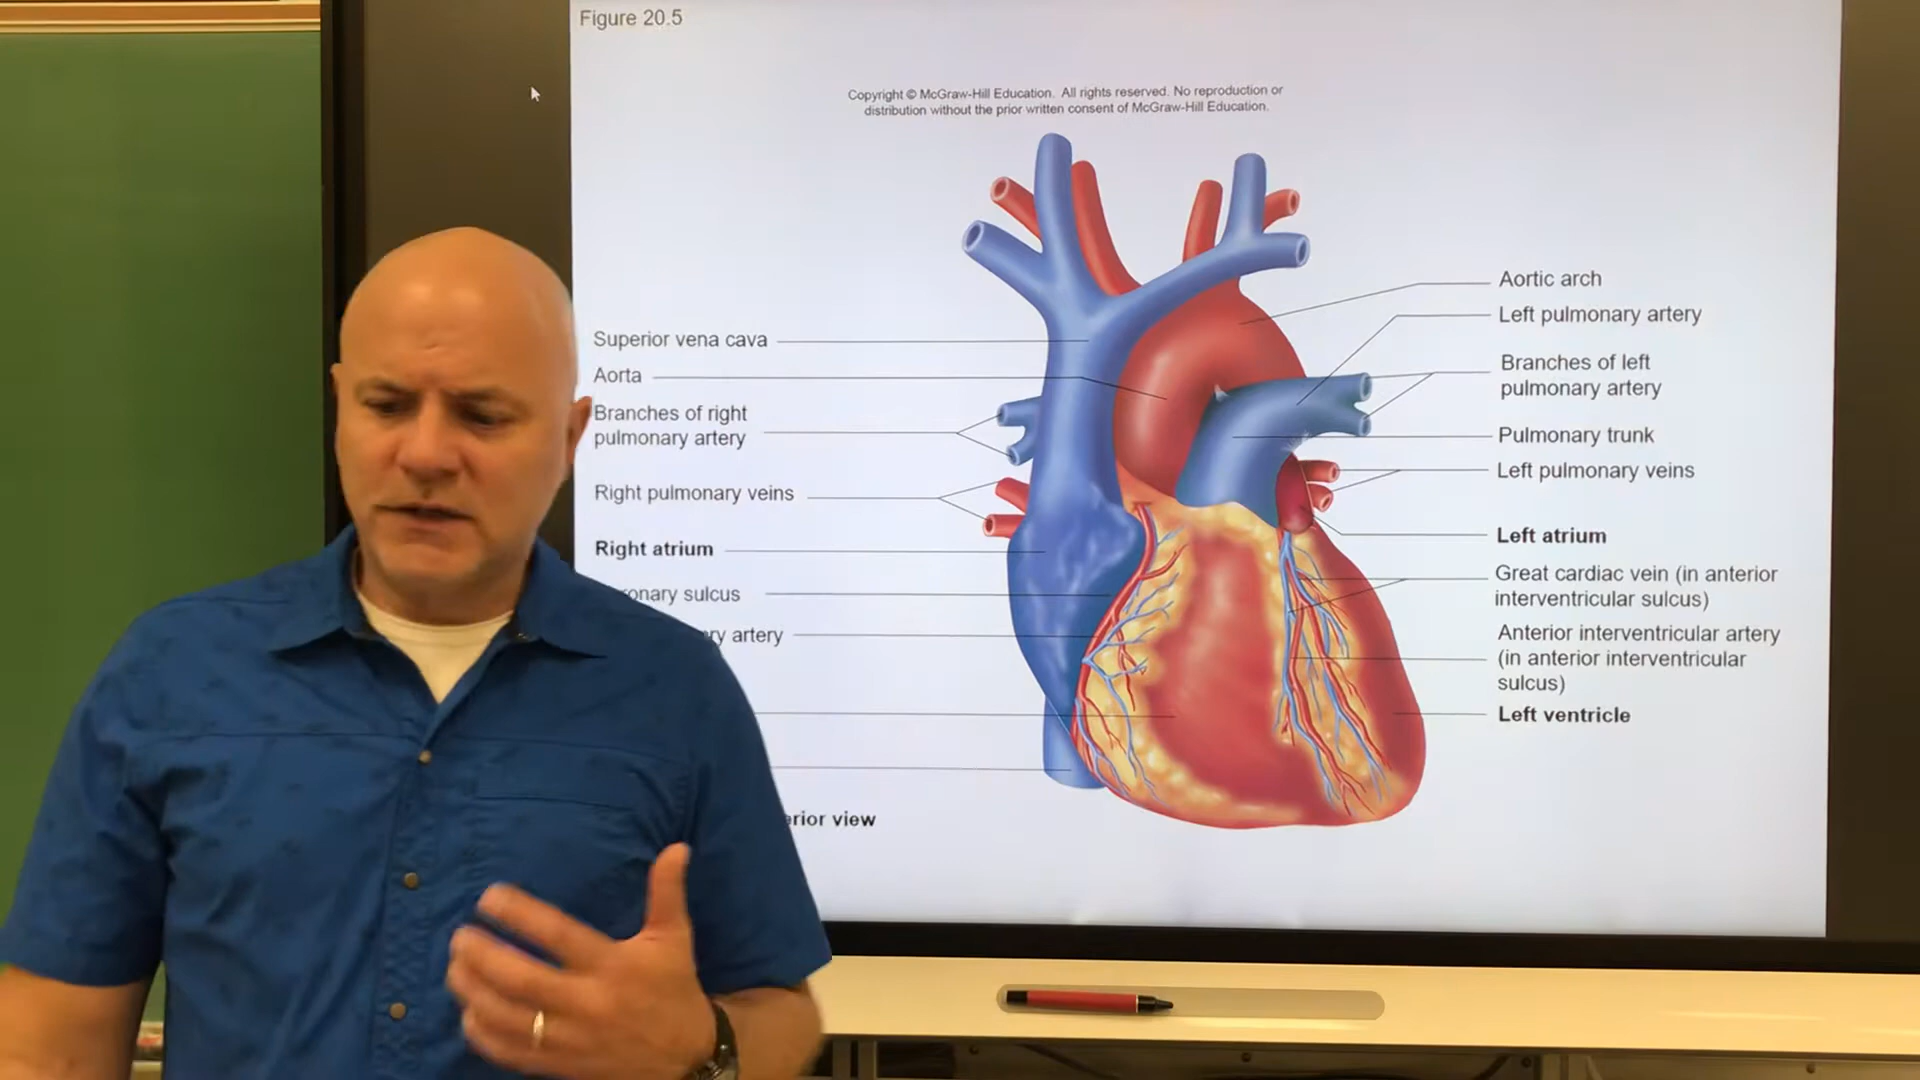 Figure 20.5
Copyright © McGraw-Hill Education. All rights reserved. No reproduction or
distribution without the prior written consent of McGraw-Hill Education.
Superior vena cava
Aorta
Branches of right
pulmonary artery
Right pulmonary veins
Right atrium
onary sulcus
ry artery
erior view
Aortic arch
Left pulmonary artery
Branches of left
pulmonary artery
Pulmonary trunk
Left pulmonary veins
Left atrium
Great cardiac vein (in anterior
interventricular sulcus)
Anterior interventricular artery
(in anterior interventricular
sulcus)
Left ventricle